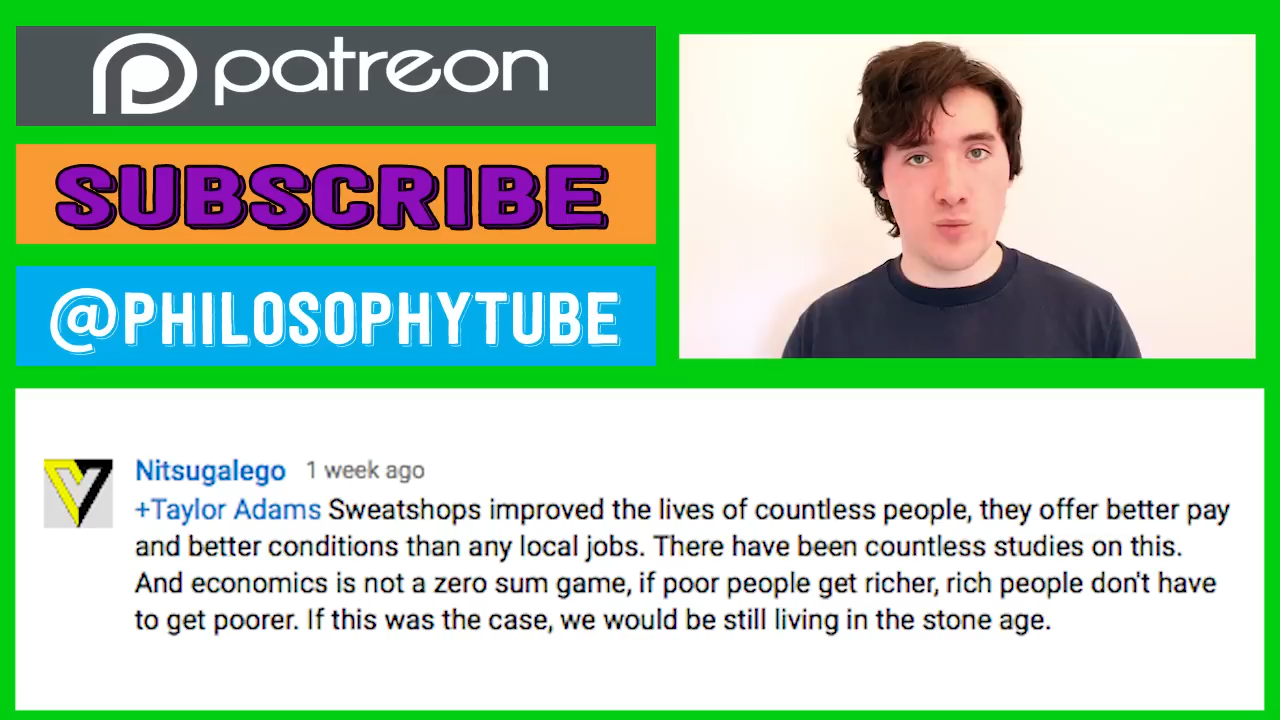 patreon
SUBSCRIBE
@PHILOSOPHYTUBE
Nitsugalego 1 week ago
+Taylor Adams Sweatshops improved the lives of countless people, they offer better pay
and better conditions than any local jobs. There have been countless studies on this.
And economics is not a zero sum game, if poor people get richer, rich people don't have
to get poorer. If this was the case, we would be still living in the stone age.